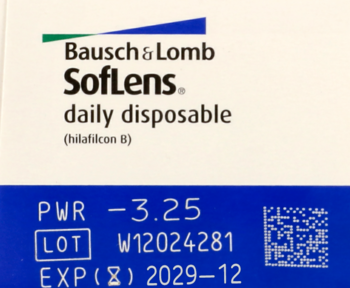 Bausch & Lomb
SofLens®
daily disposable
(hilafilcon B)
PWR -3.25
LOT W12024281
EXP(⌛) 2029-12